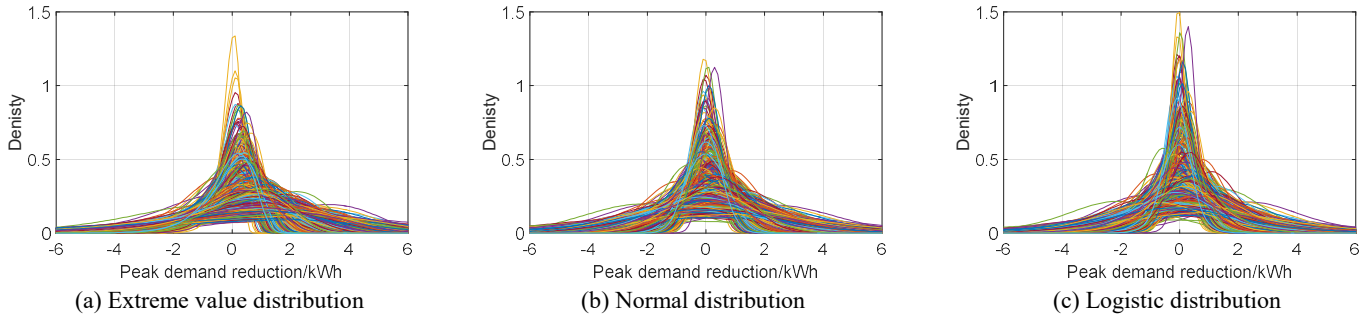 1.5
1
0.5
0
Denisty
-6 -4 -2 0 2 4 6
Peak demand reduction/kWh
(a) Extreme value distribution
1.5
1
0.5
0
Denisty
-6 -4 -2 0 2 4 6
Peak demand reduction/kWh
(b) Normal distribution
1.5
1
0.5
0
Denisty
-6 -4 -2 0 2 4 6
Peak demand reduction/kWh
(c) Logistic distribution